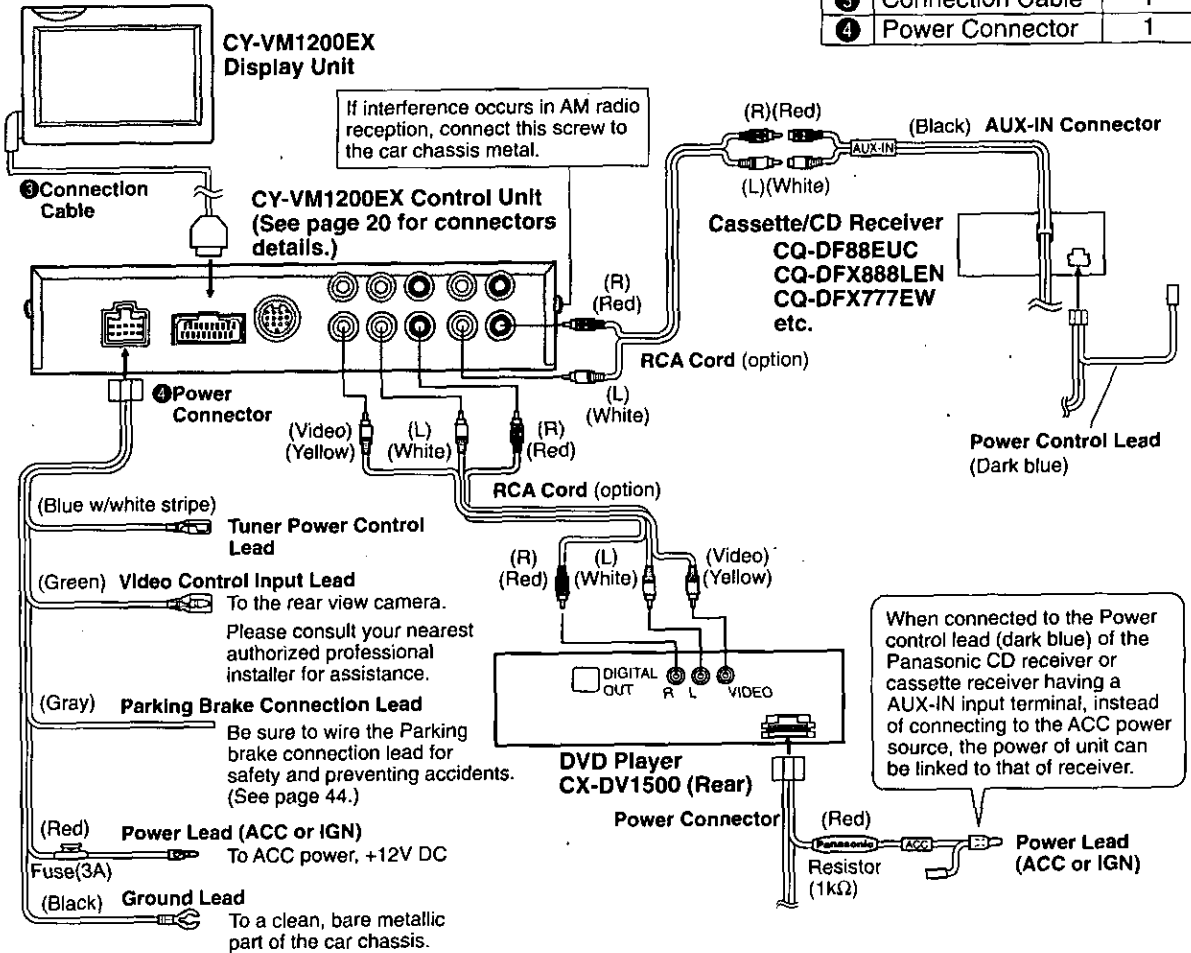 ❸ Connection Cable 1
❹ Power Connector 1
CY-VM1200EX
Display Unit
If interference occurs in AM radio
reception, connect this screw to
the car chassis metal.
(R)(Red)
(L)(White)
AUX-IN
(Black) AUX-IN Connector
❸Connection
Cable
CY-VM1200EX Control Unit
(See page 20 for connectors
details.)
Cassette/CD Receiver
CQ-DF88EUC
CQ-DFX888LEN
CQ-DFX777EW
etc.
(R)
(Red)
RCA Cord (option)
(L)
(White)
❹Power
Connector
(Video)
(Yellow)
(L)
(White)
(R)
(Red)
Power Control Lead
(Dark blue)
RCA Cord (option)
(Blue w/white stripe)
Tuner Power Control
Lead
(R)
(Red)
(L)
(White)
(Video)
(Yellow)
(Green) Video Control Input Lead
To the rear view camera.
Please consult your nearest
authorized professional
installer for assistance.
When connected to the Power
control lead (dark blue) of the
Panasonic CD receiver or
cassette receiver having a
AUX-IN input terminal, instead
of connecting to the ACC power
source, the power of unit can
be linked to that of receiver.
DIGITAL
OUT
R L VIDEO
(Gray) Parking Brake Connection Lead
Be sure to wire the Parking
brake connection lead for
safety and preventing accidents.
(See page 44.)
DVD Player
CX-DV1500 (Rear)
Power Connector
(Red)
Panasonic
ACC
Resistor
(1kΩ)
Power Lead
(ACC or IGN)
(Red) Power Lead (ACC or IGN)
To ACC power, +12V DC
Fuse(3A)
(Black) Ground Lead
To a clean, bare metallic
part of the car chassis.